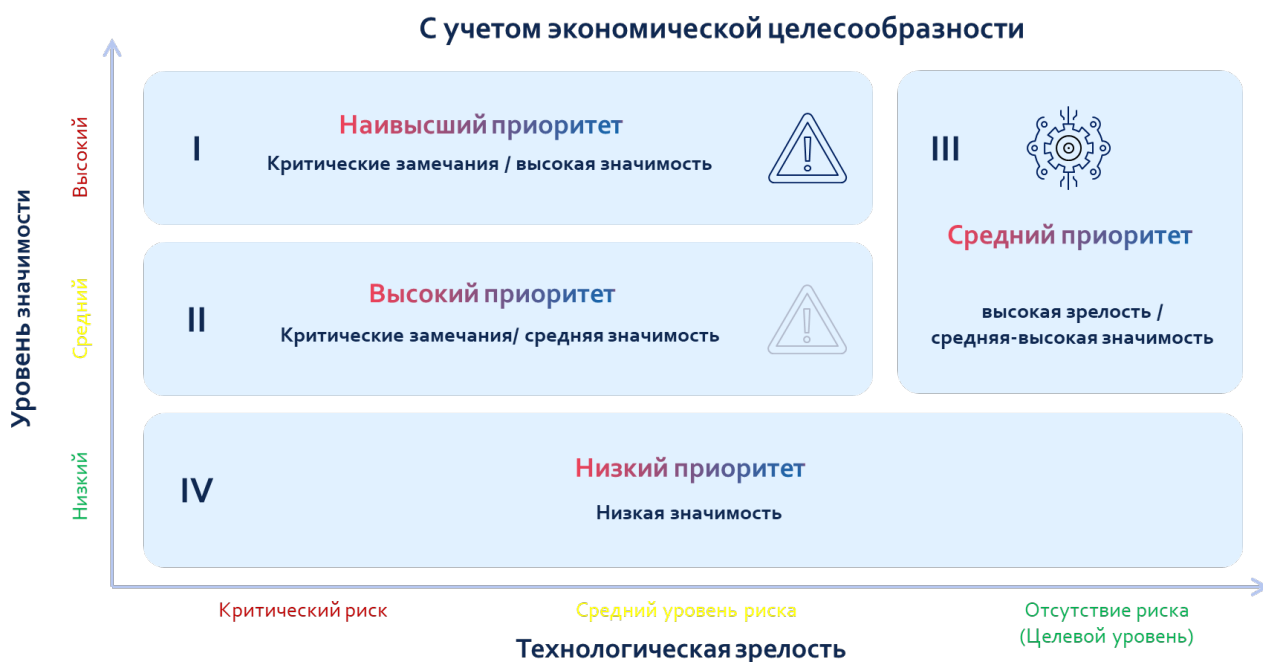 С учетом экономической целесообразности
Уровень значимости
Высокий
Средний
Низкий
I
Наивысший приоритет
Критические замечания / высокая значимость
II
Высокий приоритет
Критические замечания/ средняя значимость
III
Средний приоритет
высокая зрелость /
средняя-высокая значимость
IV
Низкий приоритет
Низкая значимость
Критический риск
Средний уровень риска
Отсутствие риска
(Целевой уровень)
Технологическая зрелость